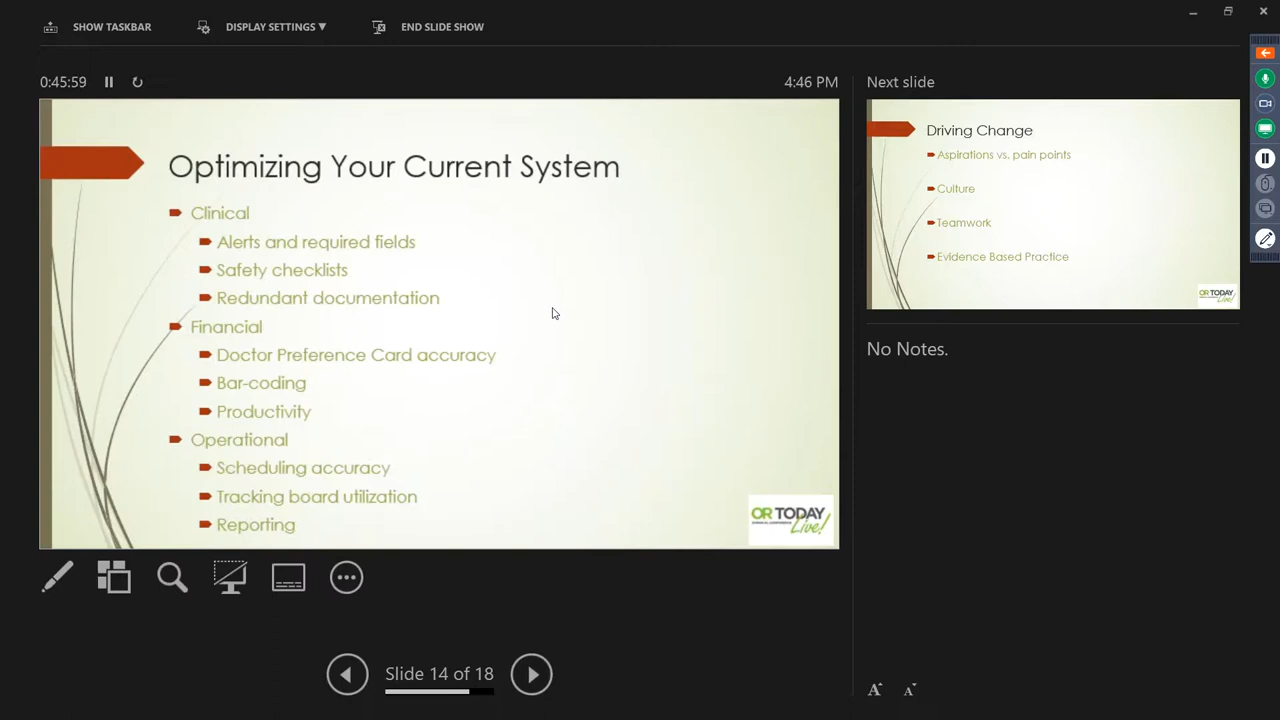 SHOW TASKBAR
DISPLAY SETTINGS ▼
END SLIDE SHOW
0:45:59
4:46 PM
Optimizing Your Current System
Clinical
Alerts and required fields
Safety checklists
Redundant documentation
Financial
Doctor Preference Card accuracy
Bar-coding
Productivity
Operational
Scheduling accuracy
Tracking board utilization
Reporting
OR TODAY
Live!
Slide 14 of 18
Next slide
Driving Change
Aspirations vs. pain points
Culture
Teamwork
Evidence Based Practice
OR TODAY
Live!
No Notes.
A A